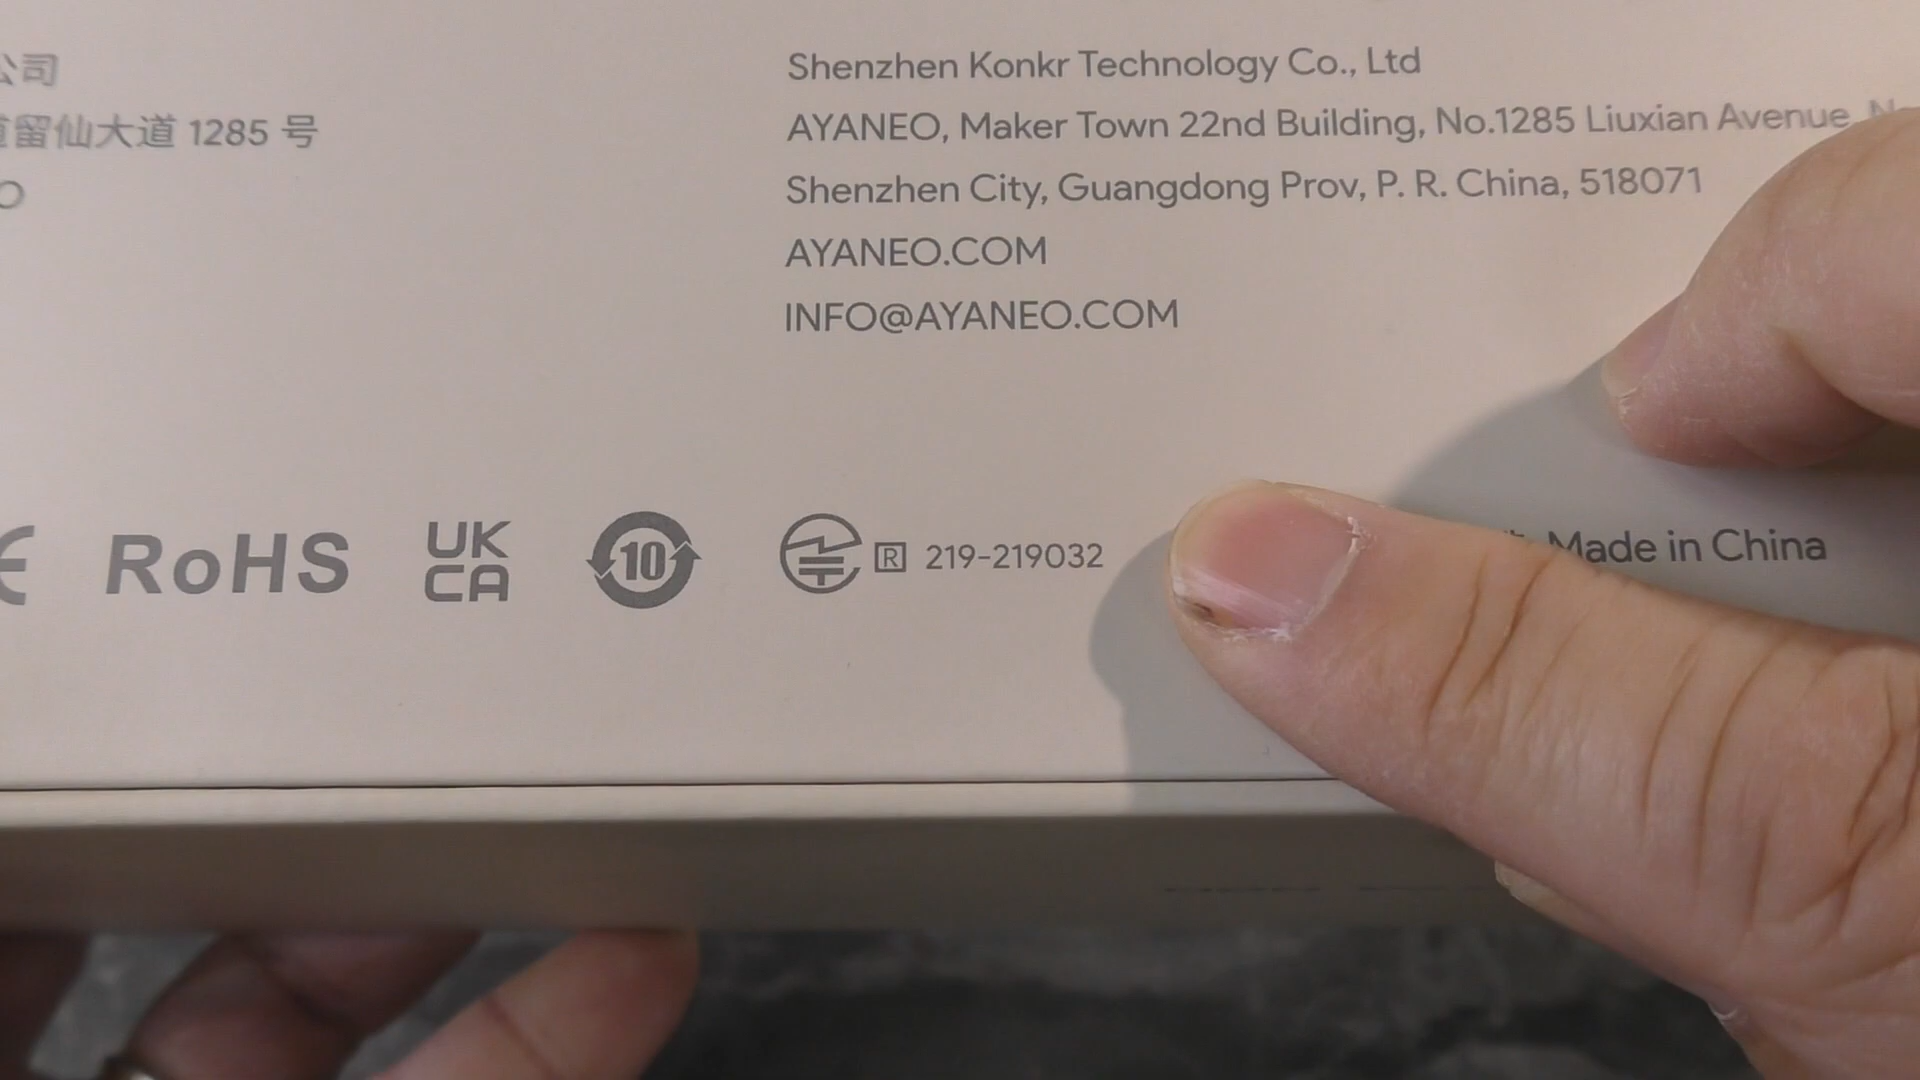 公司
留仙大道 1285 号
O
Shenzhen Konkr Technology Co., Ltd
AYANEO, Maker Town 22nd Building, No.1285 Liuxian Avenue,
Shenzhen City, Guangdong Prov, P. R. China, 518071
AYANEO.COM
INFO@AYANEO.COM
CE RoHS UK CA 10 R 219-219032 Made in China